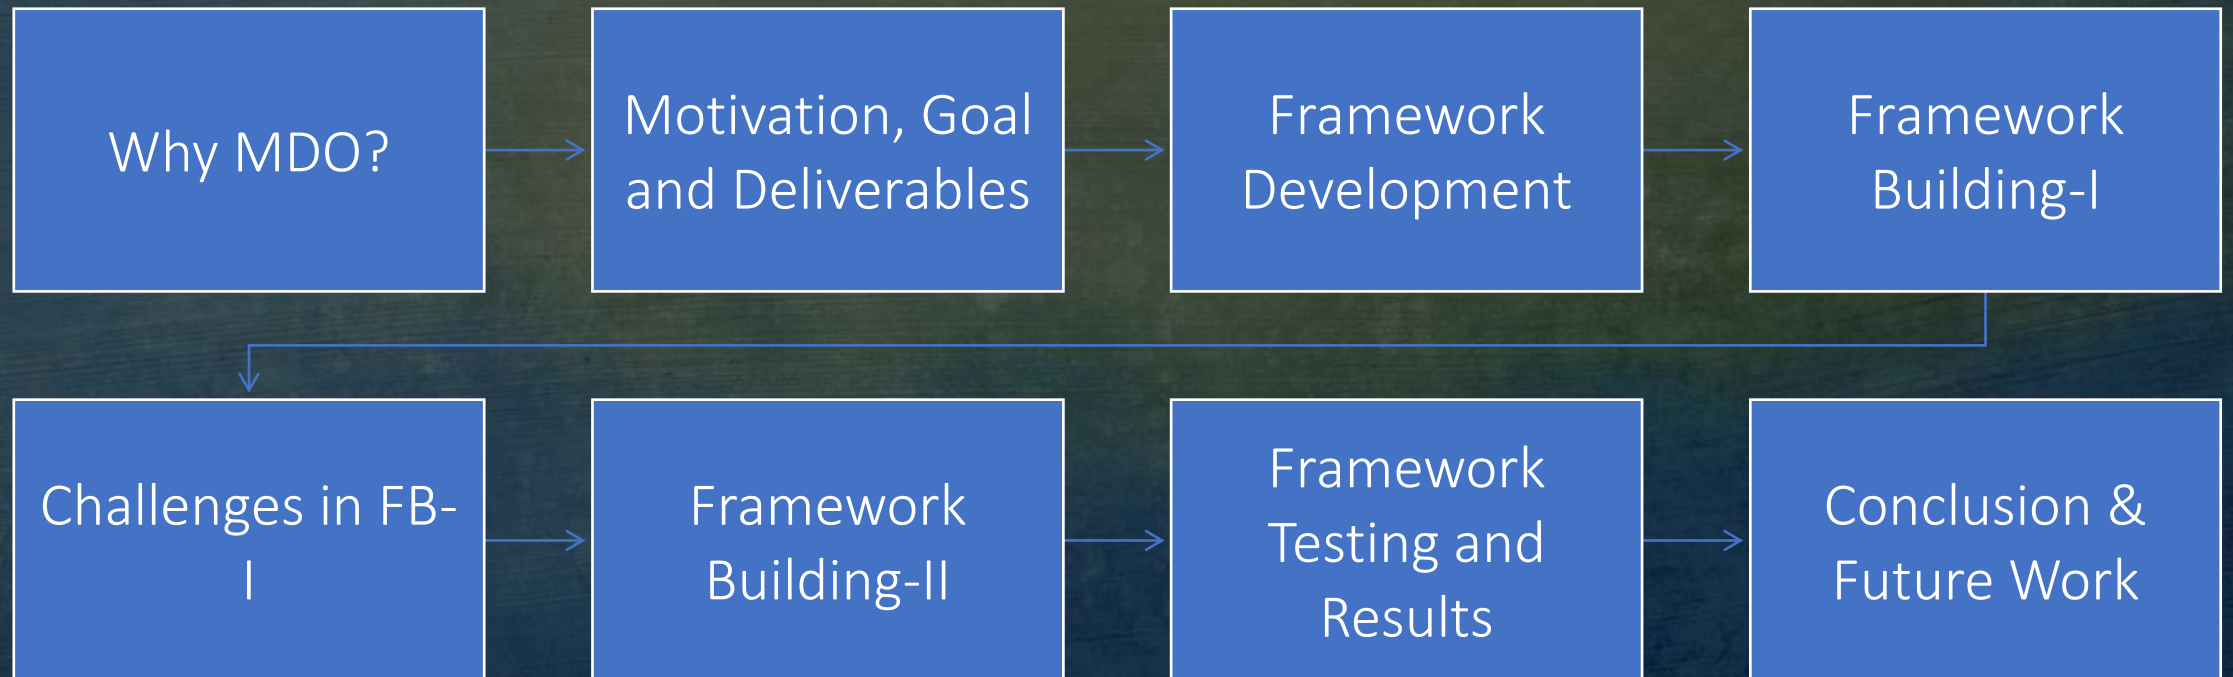 Why MDO?
Motivation, Goal
and Deliverables
Framework
Development
Framework
Building-I
Challenges in FB-
I
Framework
Building-II
Framework
Testing and
Results
Conclusion &
Future Work